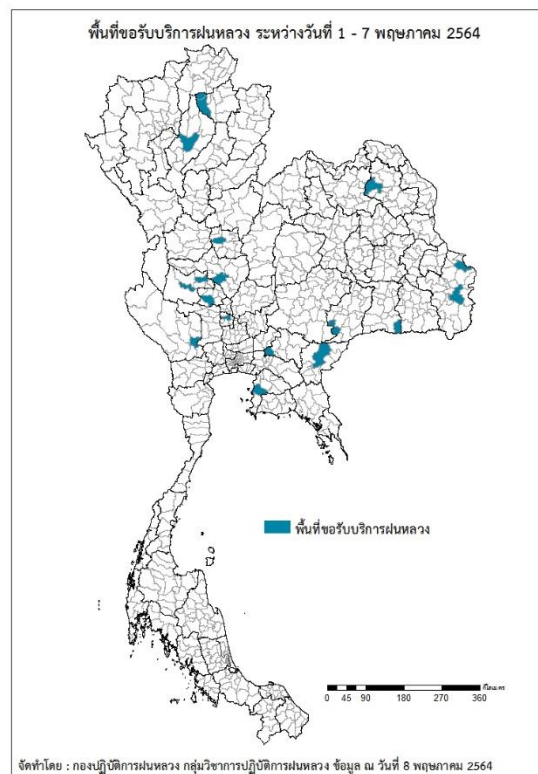 พื้นที่ขอรับบริการฝนหลวง ระหว่างวันที่ 1 - 7 พฤษภาคม 2564
พื้นที่ขอรับบริการฝนหลวง
กิโลเมตร
0 45 90 180 270 360
จัดทำโดย : กองปฏิบัติการฝนหลวง กลุ่มวิชาการปฏิบัติการฝนหลวง ข้อมูล ณ วันที่ 8 พฤษภาคม 2564